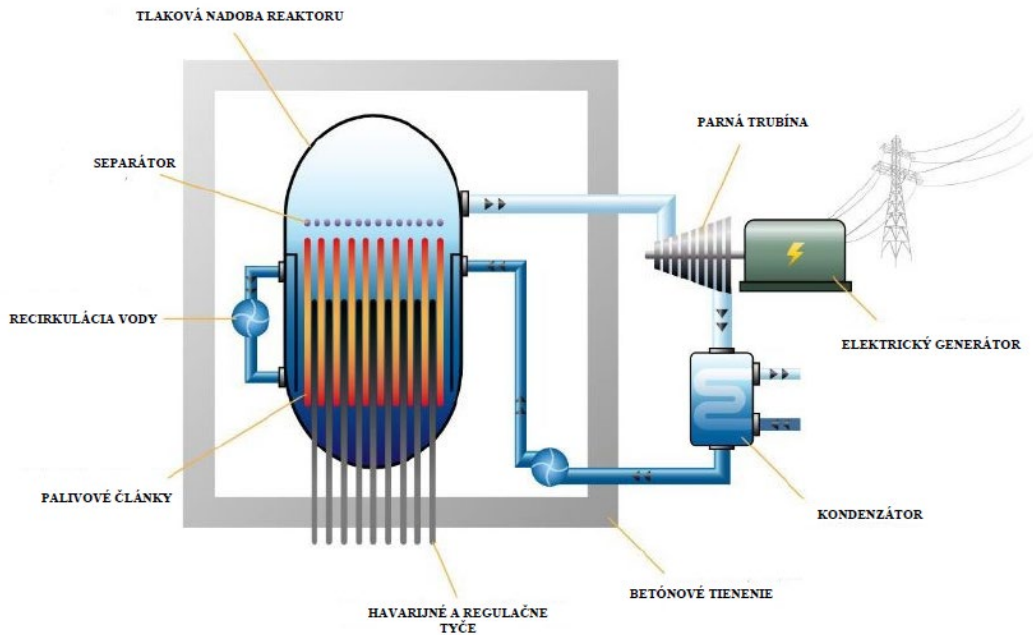 TLAKOVÁ NADOBA REAKTORU
PARNÁ TRUBÍNA
SEPARÁTOR
RECIRKULÁCIA VODY
ELEKTRICKÝ GENERÁTOR
PALIVOVÉ ČLÁNKY
KONDENZÁTOR
BETÓNOVÉ TIENENIE
HAVARIJNÉ A REGULAČNE
TYČE